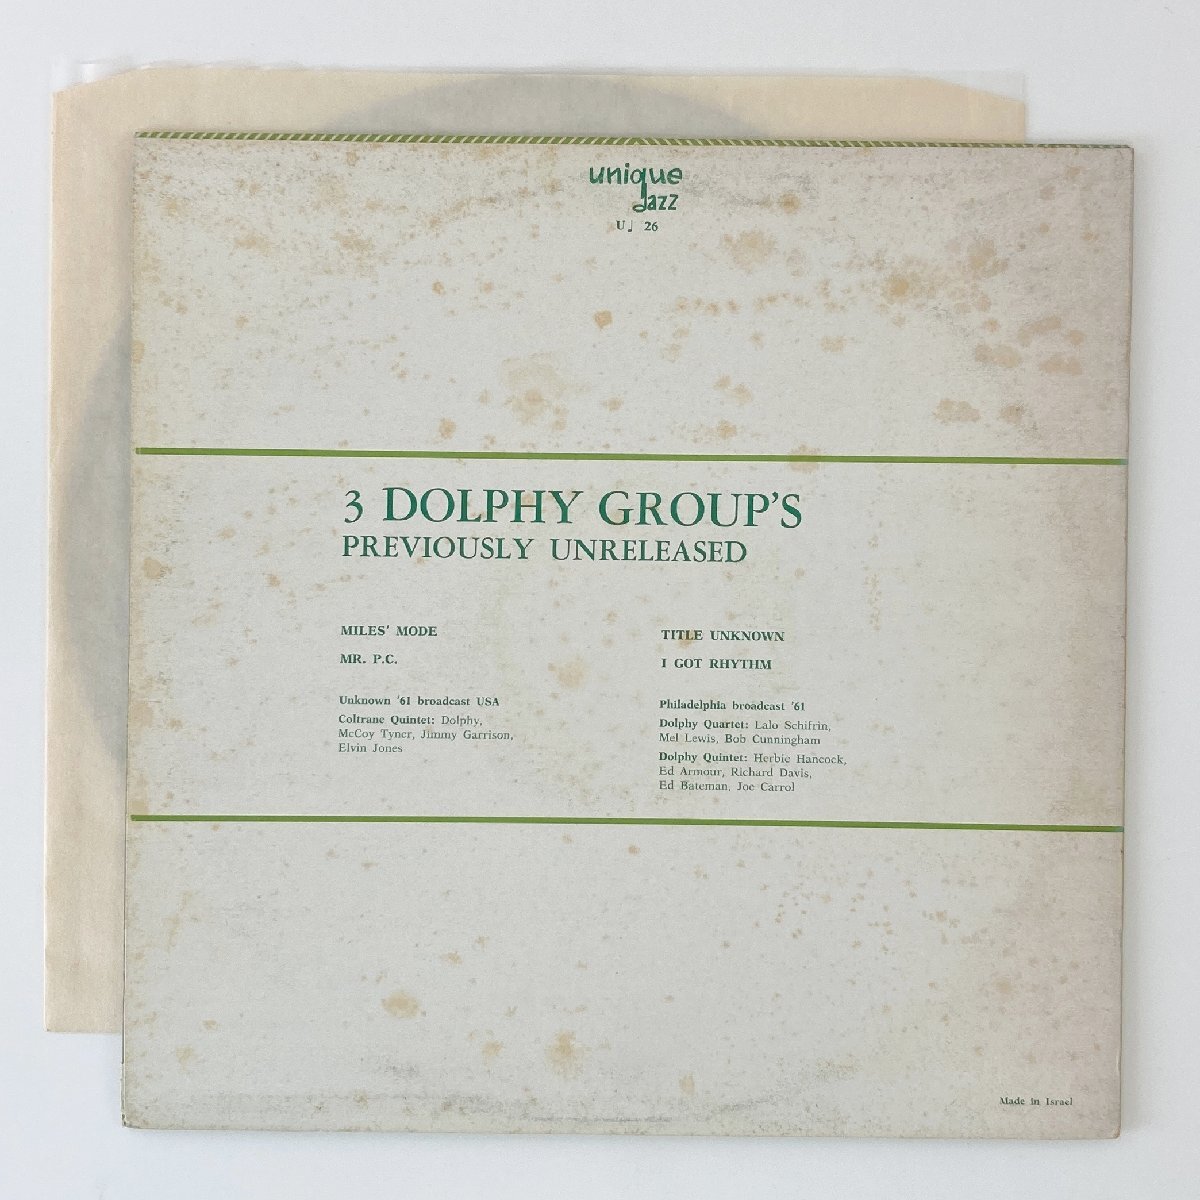 unique
Jazz
UJ 26
3 DOLPHY GROUP'S
PREVIOUSLY UNRELEASED
MILES' MODE
MR. P.C.
Unknown '61 broadcast USA
Coltrane Quintet: Dolphy,
McCoy Tyner, Jimmy Garrison,
Elvin Jones
TITLE UNKNOWN
I GOT RHYTHM
Philadelphia broadcast '61
Dolphy Quartet: Lalo Schifrin,
Mel Lewis, Bob Cunningham
Dolphy Quintet: Herbie Hancock,
Ed Armour, Richard Davis,
Ed Bateman, Joe Carrol
Made in Israel